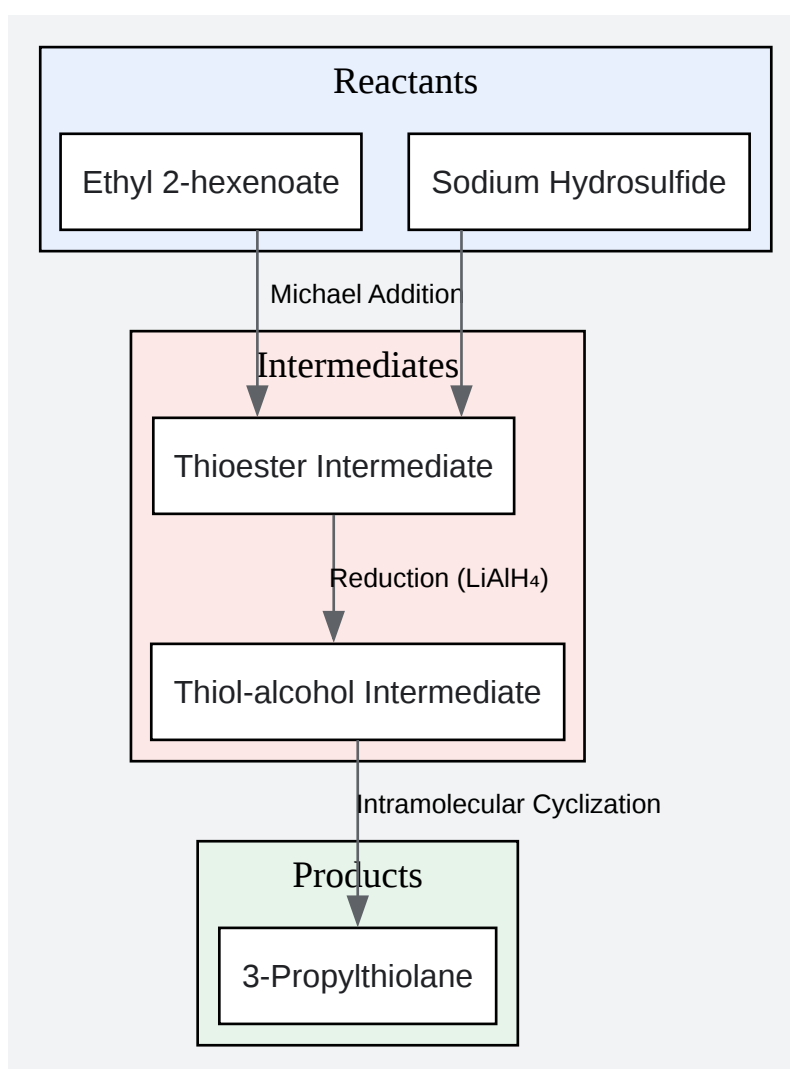 Reactants
Ethyl 2-hexenoate
Sodium Hydrosulfide
Michael Addition
Intermediates
Thioester Intermediate
Reduction (LiAlH₄)
Thiol-alcohol Intermediate
Intramolecular Cyclization
Products
3-Propylthiolane